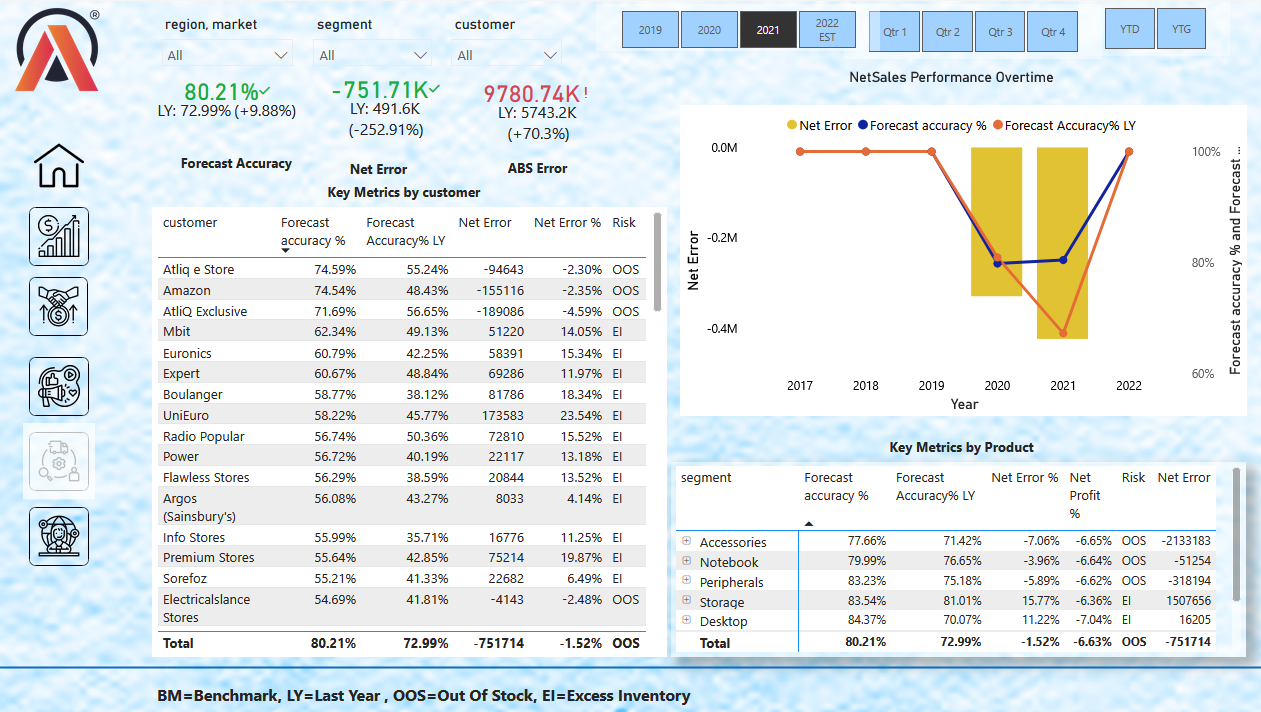 ®
region, market
segment
customer
All
All
All
2019
2020
2021
2022
EST
Qtr 1
Qtr 2
Qtr 3
Qtr 4
YTD
YTG
80.21%
LY: 72.99% (+9.88%)
Forecast Accuracy
-751.71K
LY: 491.6K
(-252.91%)
Net Error
9780.74K!
LY: 5743.2K
(+70.3%)
ABS Error
Key Metrics by customer
customer Forecast accuracy % Forecast Accuracy% LY Net Error Net Error % Risk
Atliq e Store 74.59% 55.24% -94643 -2.30% OOS
Amazon 74.54% 48.43% -155116 -2.35% OOS
AtliQ Exclusive 71.69% 56.65% -189086 -4.59% OOS
Mbit 62.34% 49.13% 51220 14.05% EI
Euronics 60.79% 42.25% 58391 15.34% EI
Expert 60.67% 48.84% 69286 11.97% EI
Boulanger 58.77% 38.12% 81786 18.34% EI
UniEuro 58.22% 45.77% 173583 23.54% EI
Radio Popular 56.74% 50.36% 72810 15.52% EI
Power 56.72% 40.19% 22117 13.18% EI
Flawless Stores 56.29% 38.59% 20844 13.52% EI
Argos 56.08% 43.27% 8033 4.14% EI
(Sainsbury's)
Info Stores 55.99% 35.71% 16776 11.25% EI
Premium Stores 55.64% 42.85% 75214 19.87% EI
Sorefoz 55.21% 41.33% 22682 6.49% EI
Electricalslance 54.69% 41.81% -4143 -2.48% OOS
Stores
Total 80.21% 72.99% -751714 -1.52% OOS
NetSales Performance Overtime
Net Error Forecast accuracy % Forecast Accuracy% LY
0.0M
-0.2M
-0.4M
Net Error
100%
80%
60%
Forecast accuracy % and Forecast ...
2017 2018 2019 2020 2021 2022
Year
Key Metrics by Product
segment Forecast accuracy % Forecast Accuracy% LY Net Error % Net Profit % Risk Net Error
Accessories 77.66% 71.42% -7.06% -6.65% OOS -2133183
Notebook 79.99% 76.65% -3.96% -6.64% OOS -51254
Peripherals 83.23% 75.18% -5.89% -6.62% OOS -318194
Storage 83.54% 81.01% 15.77% -6.36% EI 1507656
Desktop 84.37% 70.07% 11.22% -7.04% EI 16205
Total 80.21% 72.99% -1.52% -6.63% OOS -751714
BM=Benchmark, LY=Last Year , OOS=Out Of Stock, EI=Excess Inventory